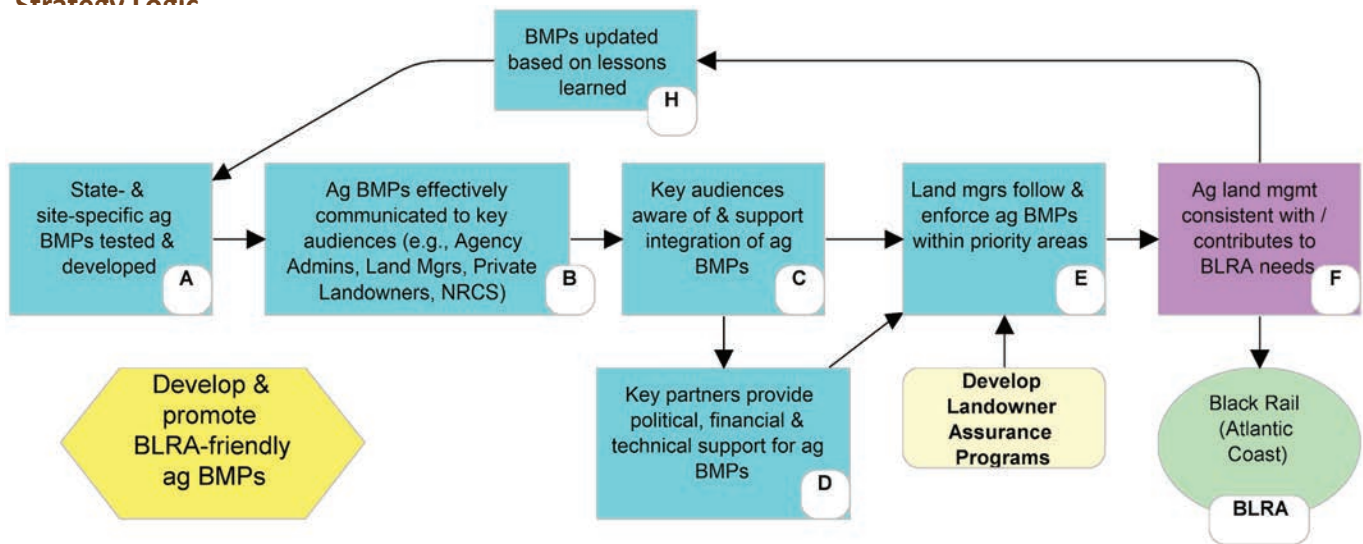 Strategy Logic
BMPs updated
based on lessons
learned
H
State- &
site-specific ag
BMPs tested &
developed
A
Ag BMPs effectively
communicated to key
audiences (e.g., Agency
Admins, Land Mgrs, Private
Landowners, NRCS)
B
Key audiences
aware of & support
integration of ag
BMPs
C
Land mgrs follow &
enforce ag BMPs
within priority areas
E
Ag land mgmt
consistent with /
contributes to
BLRA needs
F
Develop &
promote
BLRA-friendly
ag BMPs
Key partners provide
political, financial &
technical support for ag
BMPs
D
Develop
Landowner
Assurance
Programs
Black Rail
(Atlantic
Coast)
BLRA